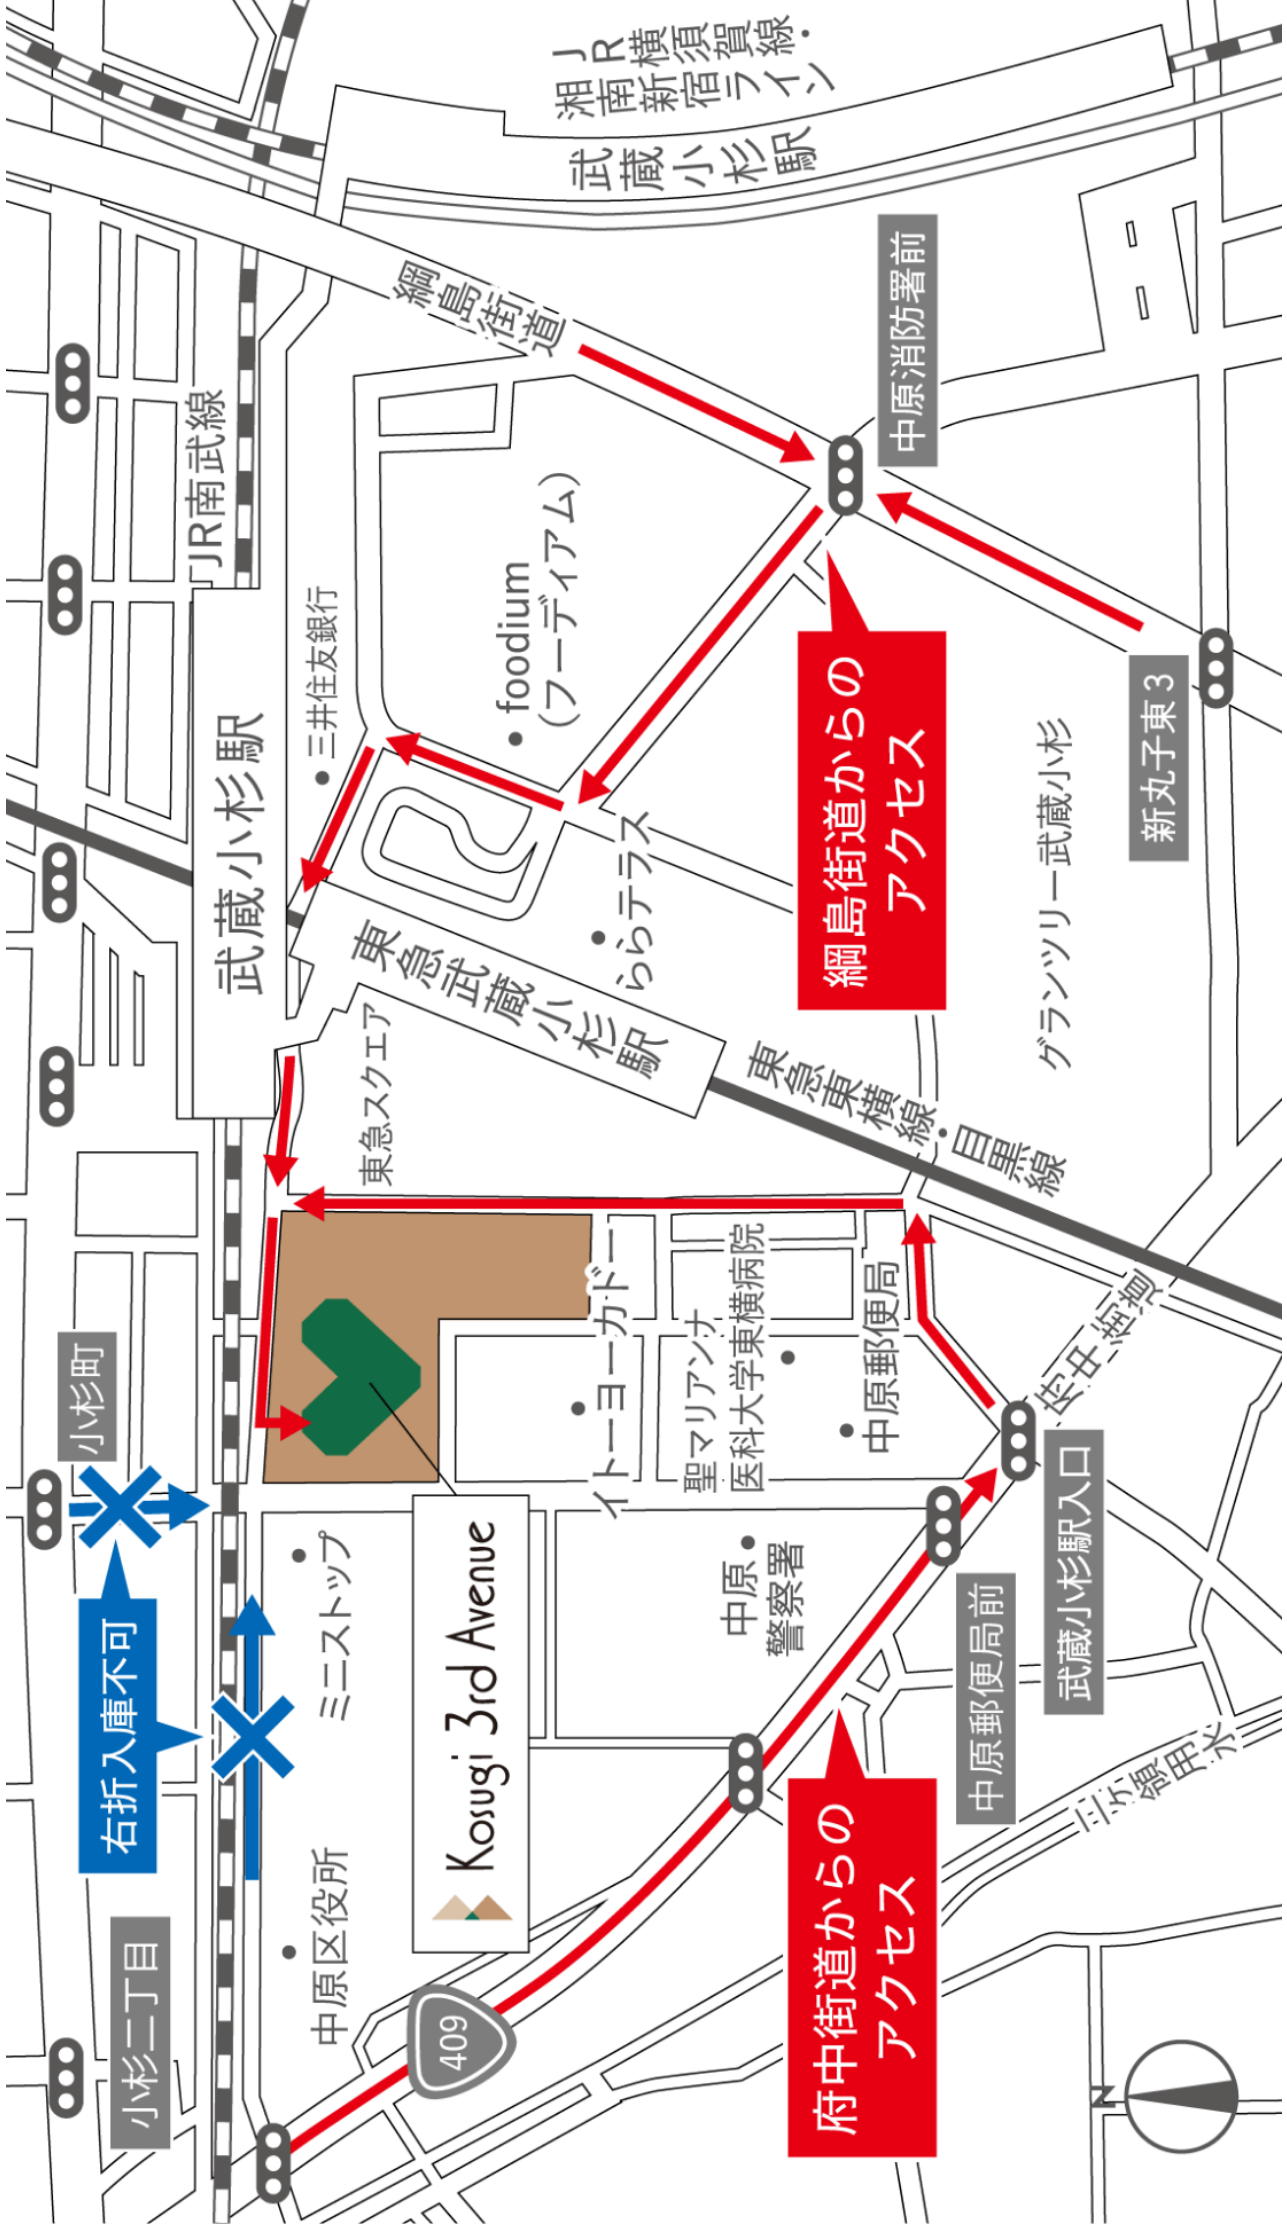 小杉二丁目
右折入庫不可
小杉町
JR南武線
武蔵小杉駅
三井住友銀行
中原区役所
ミニストップ
東急スクエア
409
Kosugi 3rd Avenue
東急武蔵小杉駅
foodium
(フーディアム)
綱島街道
JR横須賀線・
湘南新宿ライン
武蔵小杉駅
イトーヨーカドー
ららテラス
聖マリアンナ
医科大学東横病院
中原
警察署
中原郵便局
東急東横線・目黒線
府中街道からの
アクセス
綱島街道からの
アクセス
中原消防署前
中原郵便局前
武蔵小杉駅入口
府中街道
グランツリー武蔵小杉
新丸子東3
二ヶ領用水
N